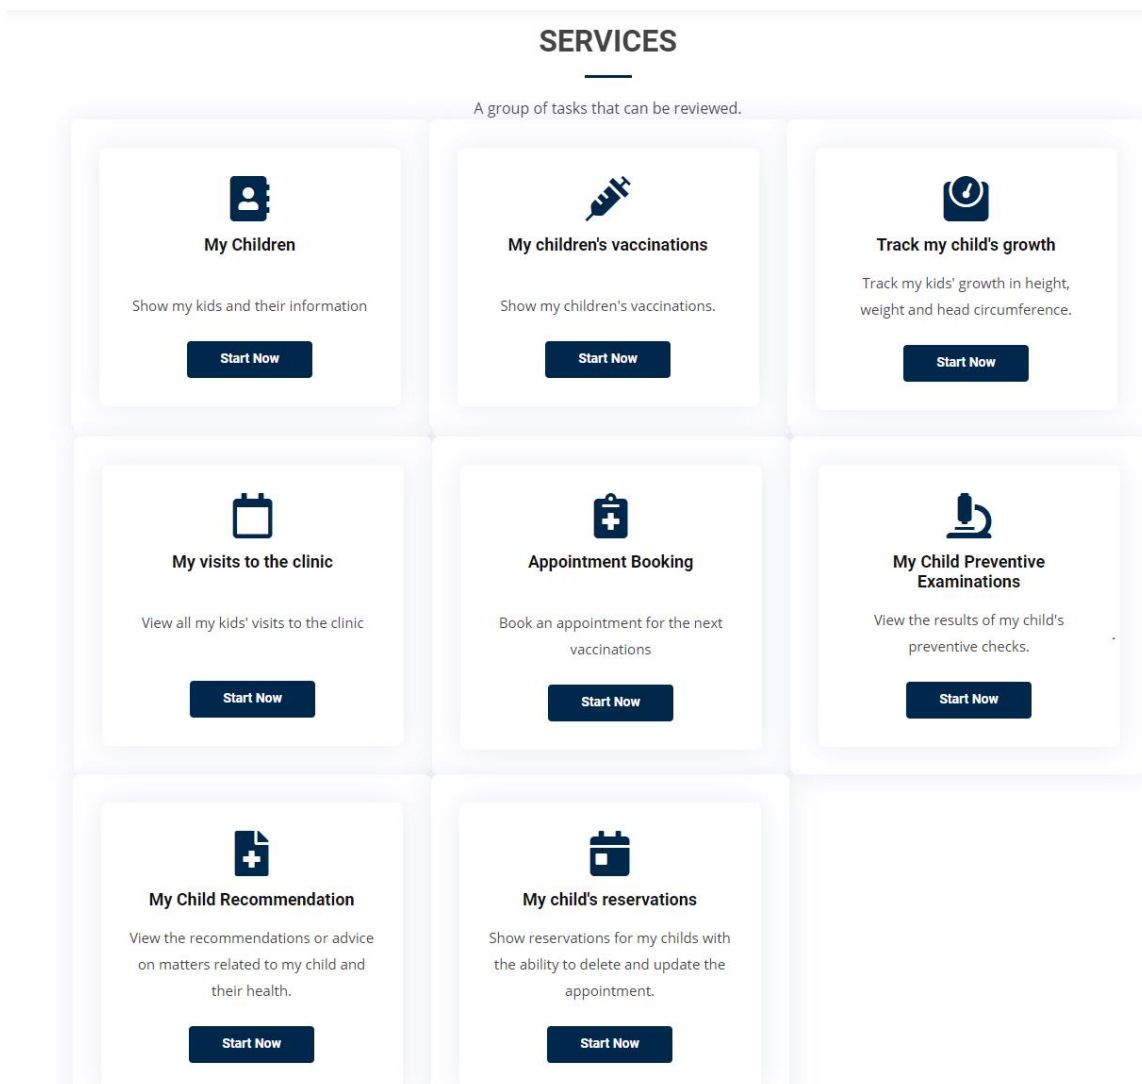 SERVICES
A group of tasks that can be reviewed.
My Children
Show my kids and their information
Start Now
My children's vaccinations
Show my children's vaccinations.
Start Now
Track my child's growth
Track my kids' growth in height,
weight and head circumference.
Start Now
My visits to the clinic
View all my kids' visits to the clinic
Start Now
Appointment Booking
Book an appointment for the next
vaccinations
Start Now
My Child Preventive
Examinations
View the results of my child's
preventive checks.
.
Start Now
My Child Recommendation
View the recommendations or advice
on matters related to my child and
their health.
Start Now
My child's reservations
Show reservations for my childs with
the ability to delete and update the
appointment.
Start Now